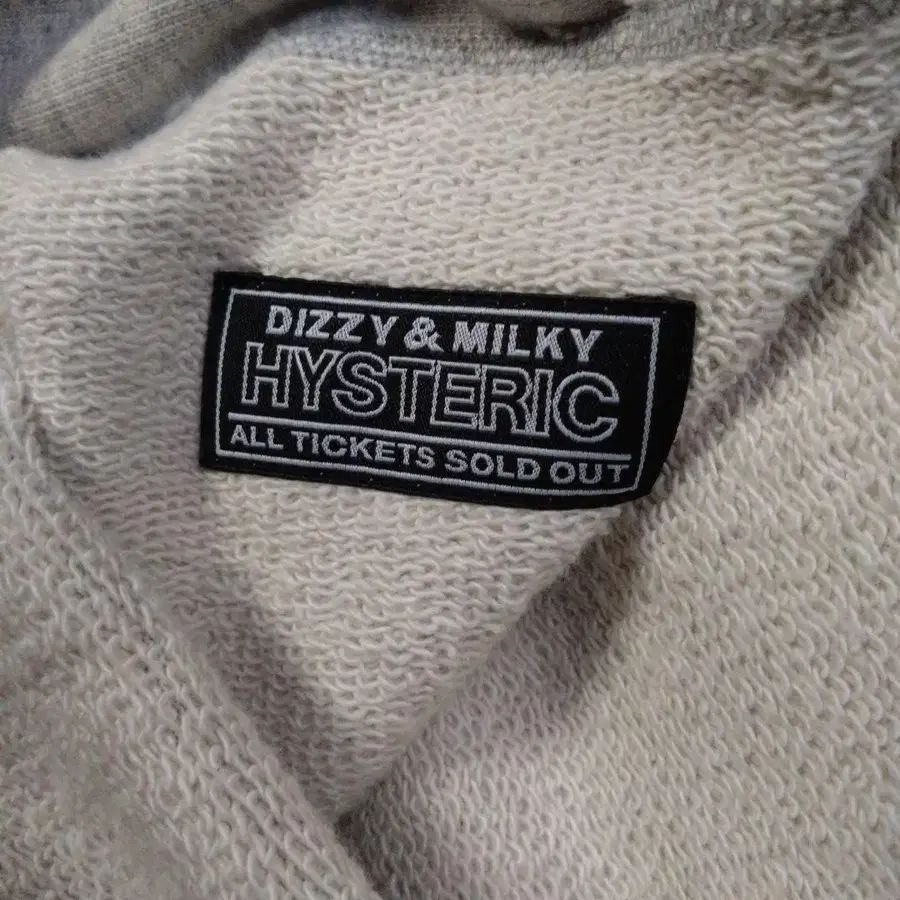 DIZZY & MILKY
HYSTERIC
ALL TICKETS SOLD OUT